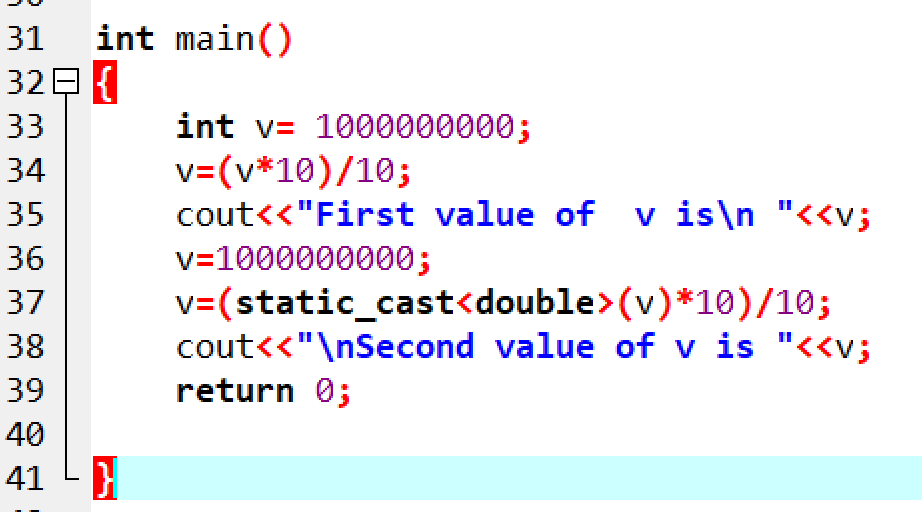 31 int main()
32 {
33 int v= 1000000000;
34 v=(v*10)/10;
35 cout<<"First value of  v is\n "<<v;
36 v=1000000000;
37 v=(static_cast<double>(v)*10)/10;
38 cout<<"\nSecond value of v is "<<v;
39 return 0;
40
41 }